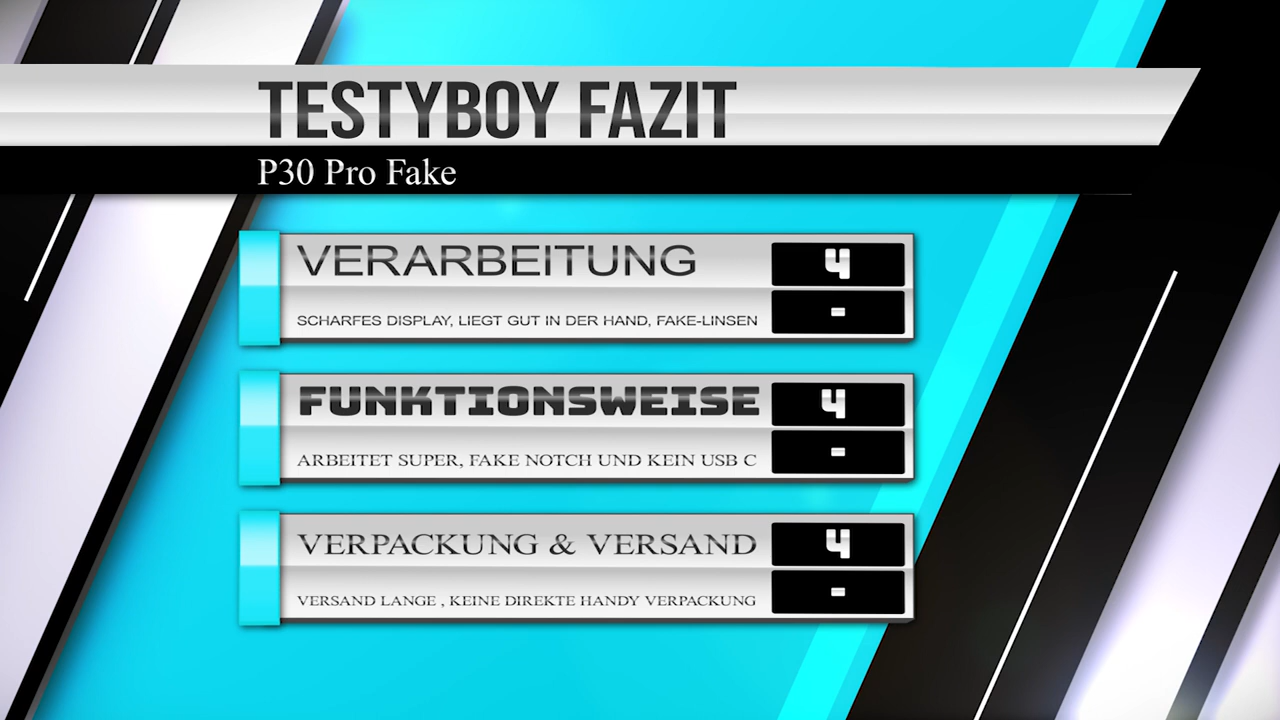 TESTYBOY FAZIT
P30 Pro Fake
VERARBEITUNG
4
SCHARFES DISPLAY, LIEGT GUT IN DER HAND, FAKE-LINSEN
-
FUNKTIONSWEISE
4
ARBEITET SUPER, FAKE NOTCH UND KEIN USB C
-
VERPACKUNG & VERSAND
4
VERSAND LANGE , KEINE DIREKTE HANDY VERPACKUNG
-